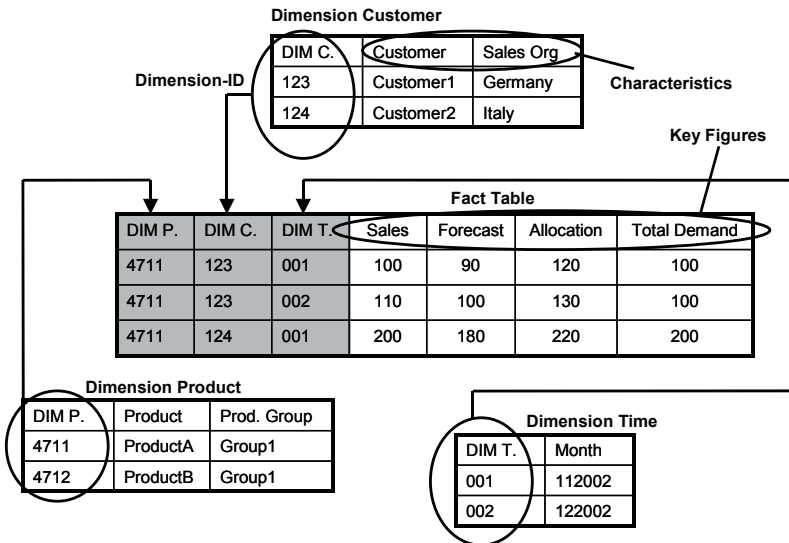 Dimension Customer
DIM C. Customer Sales Org
123 Customer1 Germany
124 Customer2 Italy
Dimension-ID
Characteristics
Key Figures
Fact Table
DIM P. DIM C. DIM T. Sales Forecast Allocation Total Demand
4711 123 001 100 90 120 100
4711 123 002 110 100 130 100
4711 124 001 200 180 220 200
Dimension Product
DIM P. Product Prod. Group
4711 ProductA Group1
4712 ProductB Group1
Dimension Time
DIM T. Month
001 112002
002 122002